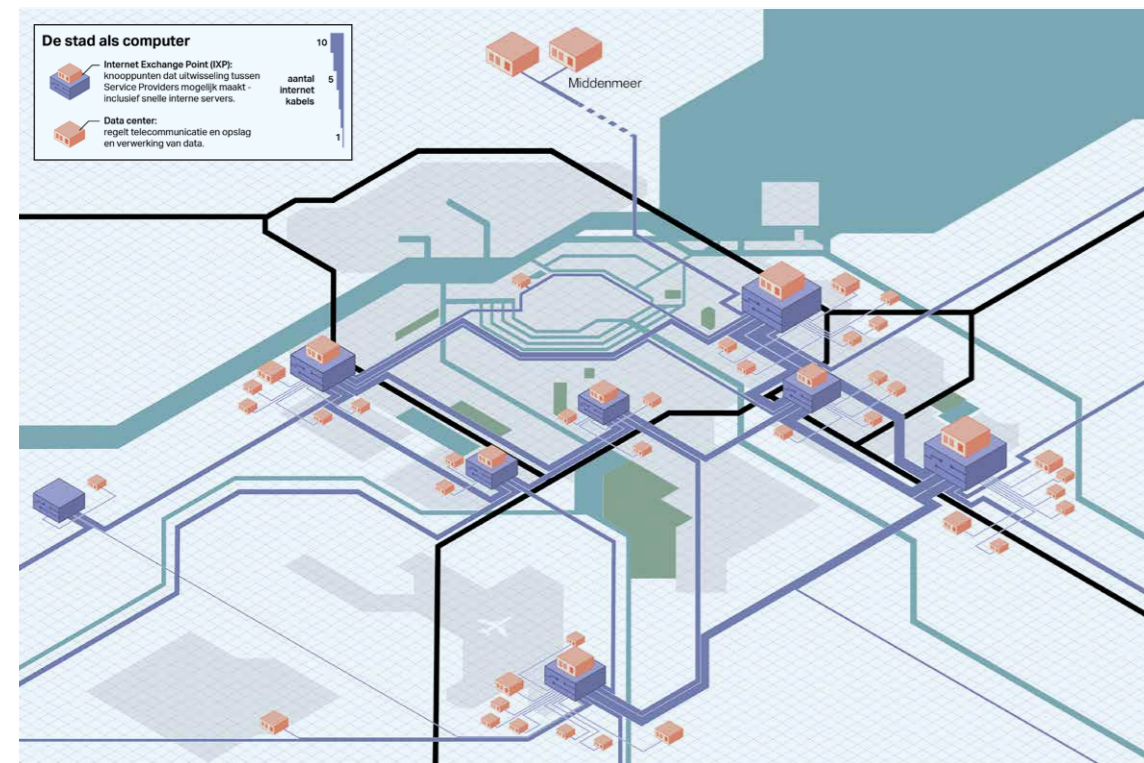 De stad als computer
Internet Exchange Point (IXP):
knooppunten dat uitwisseling tussen
Service Providers mogelijk maakt -
inclusief snelle interne servers.
Data center:
regelt telecommunicatie en opslag
en verwerking van data.
10
aantal
internet
kabels
5
1
Middenmeer